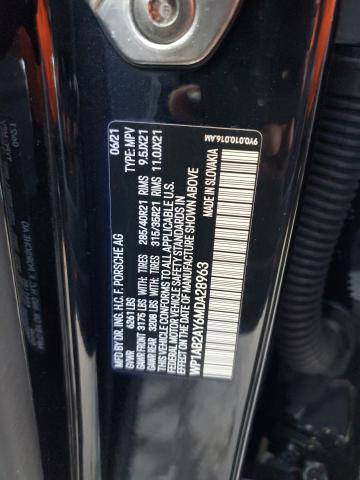 MFD. BY DR. ING. H.C. F. PORSCHE AG
06/21 TYPE: MPV
GVWR 6261 LBS
GAWR FRONT 3175 LBS WITH TIRES 285/40R21 RIMS 9.5JX21
GAWR REAR 3208 LBS WITH TIRES 315/35R21 RIMS 11.0JX21
THIS VEHICLE CONFORMS TO ALL APPLICABLE U.S.
FEDERAL MOTOR VEHICLE SAFETY STANDARDS IN EFFECT
ON THE DATE OF MANUFACTURE SHOWN ABOVE.
WP1AB2AY6MDA28963
MADE IN SLOVAKIA
9Y0.010.016.AM